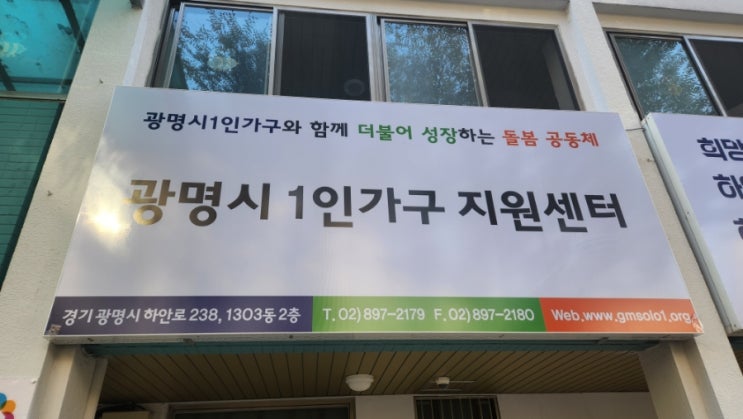 광명시1인가구와 함께 더불어 성장하는 돌봄 공동체
광명시 1인가구 지원센터
경기 광명시 하안로 238, 1303동 2층
T. 02) 897-2179 F. 02) 897-2180
Web. www.gmsolo1.org
희망
하